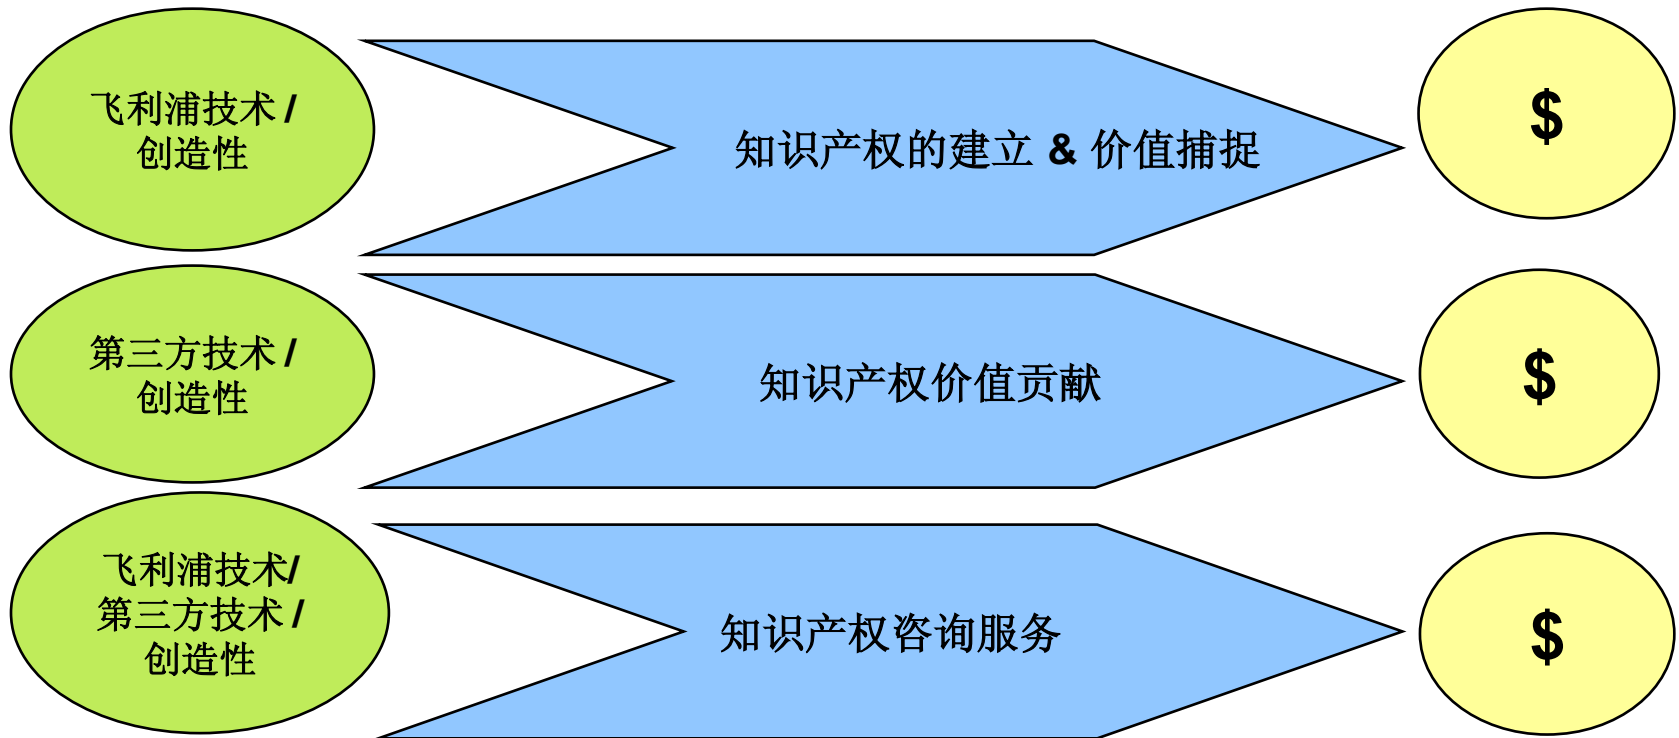 飞利浦技术 /
创造性
知识产权的建立 & 价值捕捉
$
第三方技术 /
创造性
知识产权价值贡献
$
飞利浦技术/
第三方技术 /
创造性
知识产权咨询服务
$